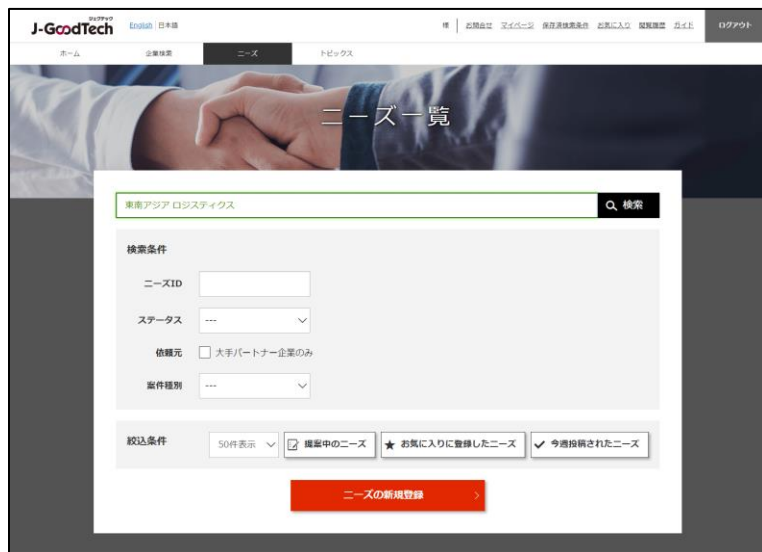 ジェグテック
J-GoodTech
English 日本語
様 お問合せ マイページ 保存済検索条件 お気に入り 閲覧履歴 ガイド ログアウト
ホーム 企業検索 ニーズ トピックス
ニーズ一覧
東南アジア ロジスティクス 検索
検索条件
ニーズID
ステータス ---
依頼元 大手パートナー企業のみ
案件種別 ---
絞込条件 50件表示 提案中のニーズ お気に入りに登録したニーズ 今週投稿されたニーズ
ニーズの新規登録